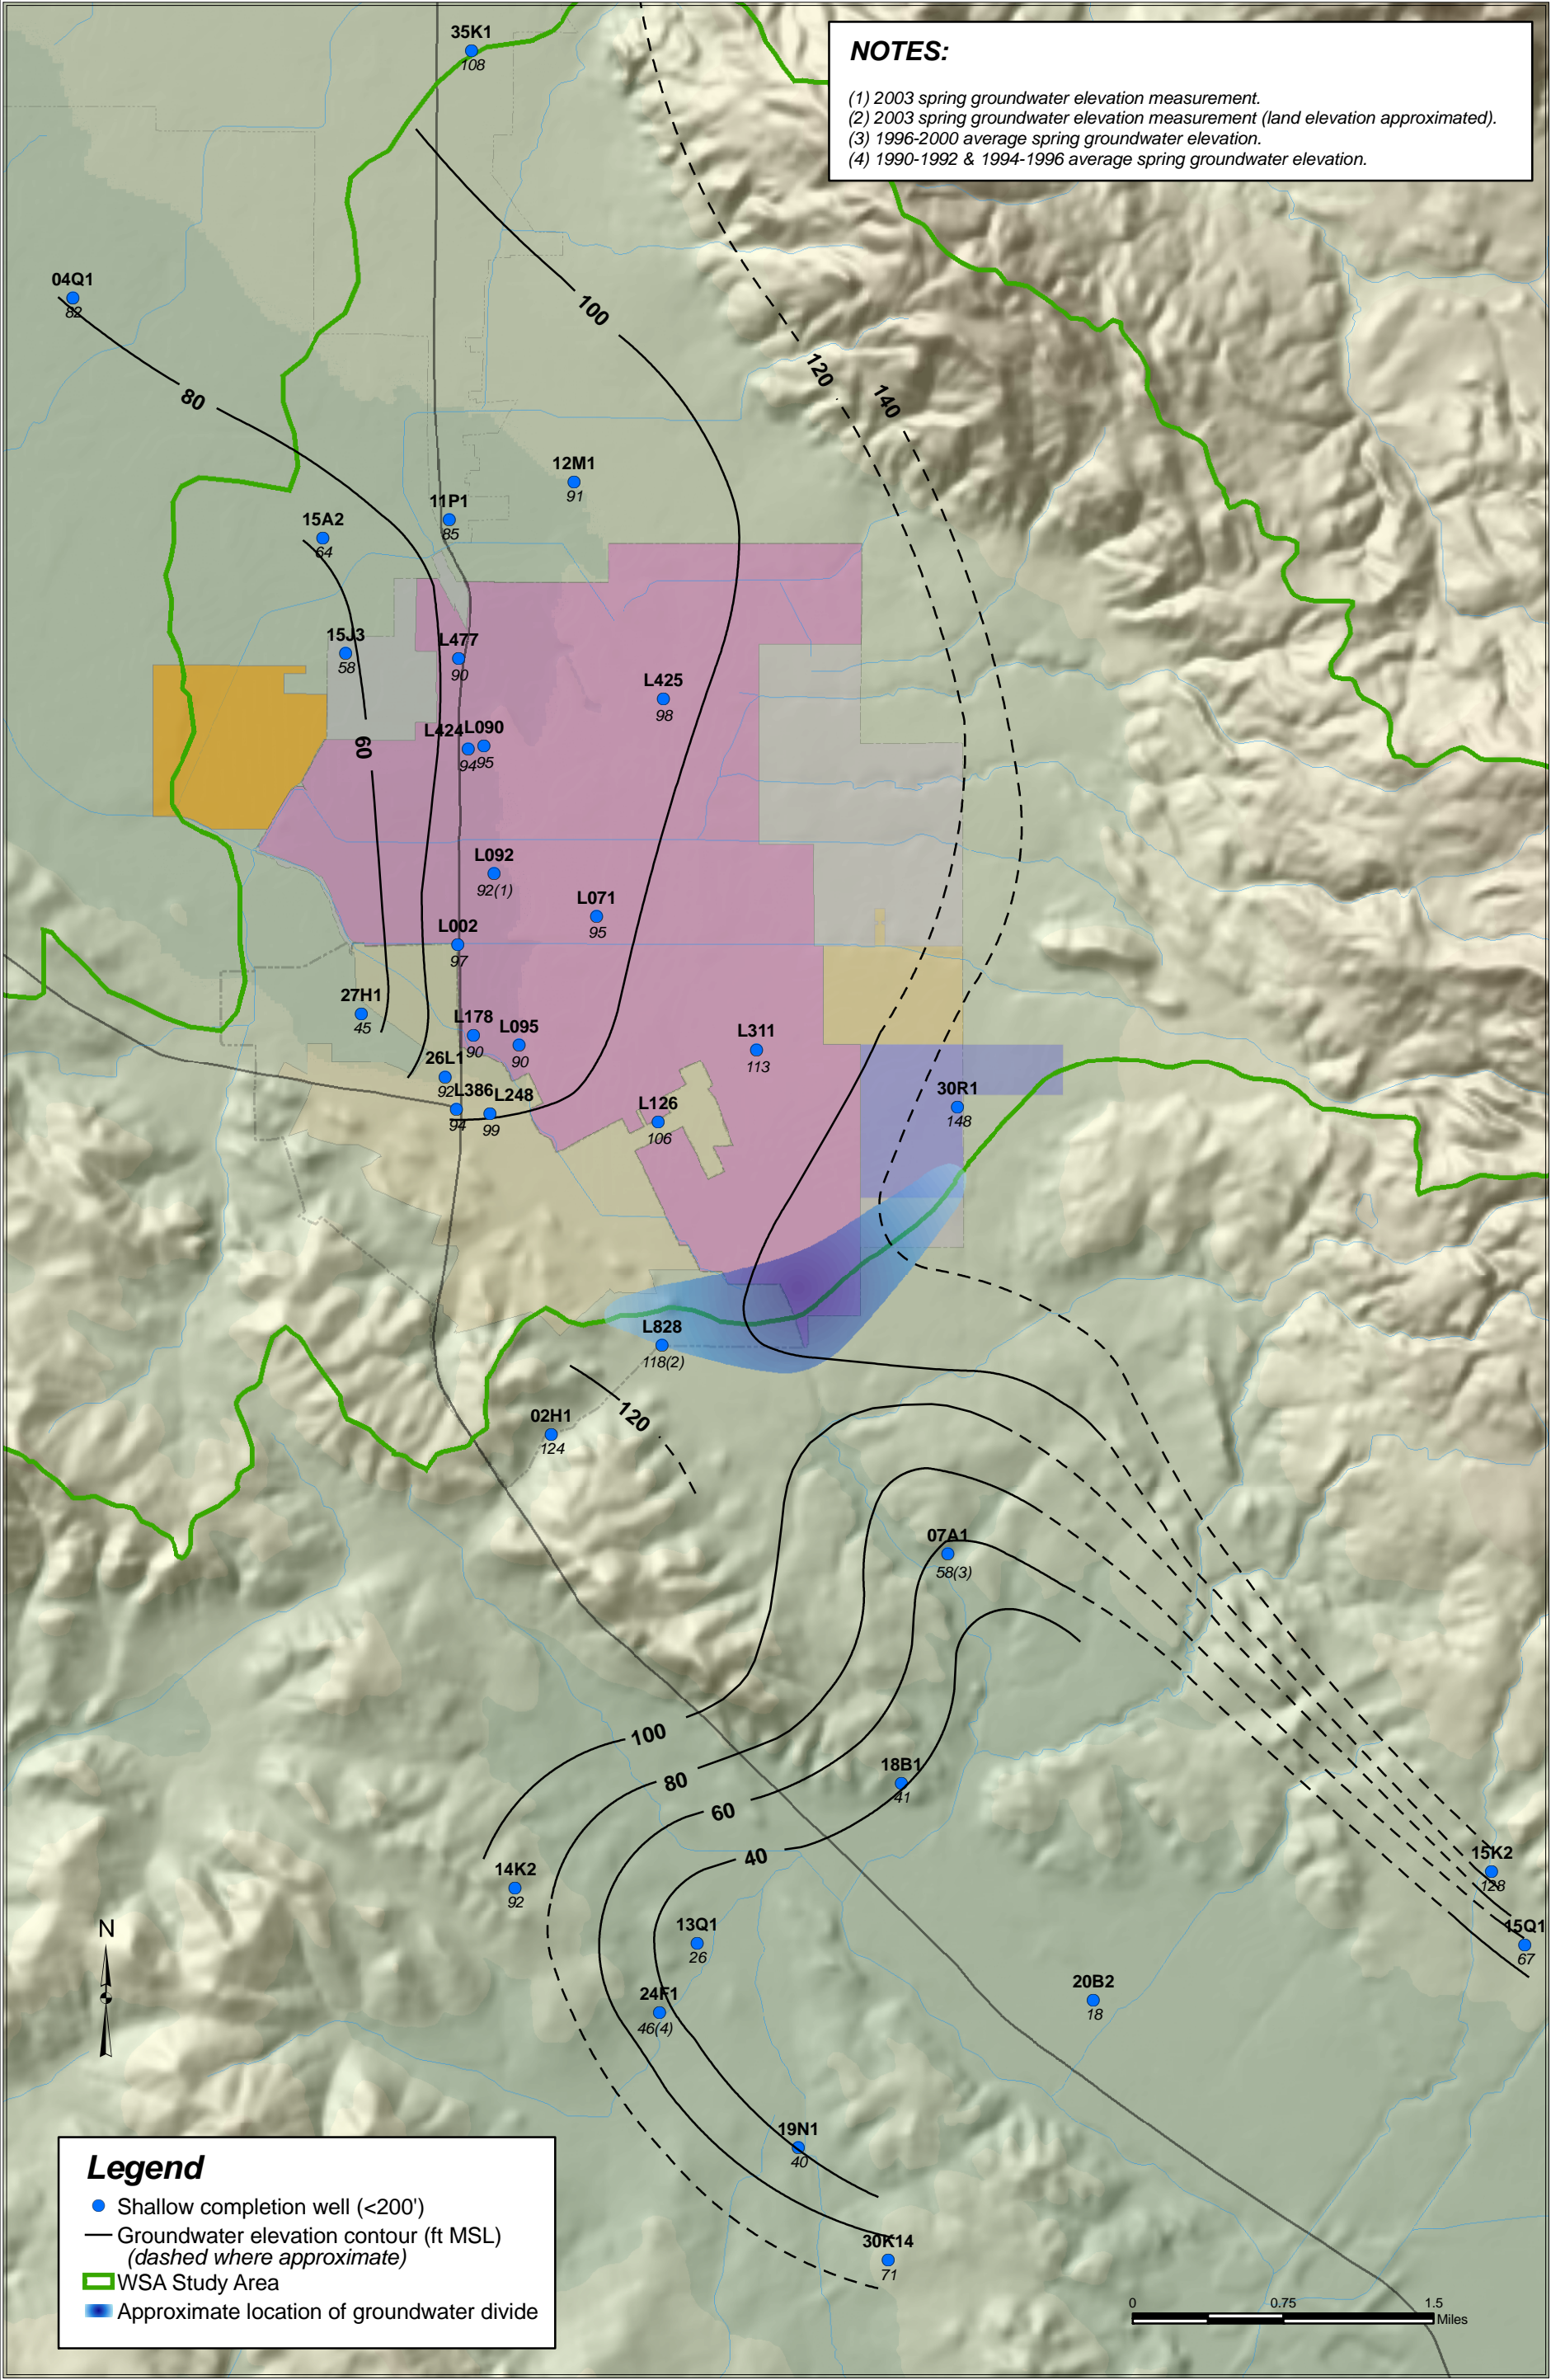 35K1
108
NOTES:
(1) 2003 spring groundwater elevation measurement.
(2) 2003 spring groundwater elevation measurement (land elevation approximated).
(3) 1996-2000 average spring groundwater elevation.
(4) 1990-1992 & 1994-1996 average spring groundwater elevation.
04Q1
82
100
120
140
80
12M1
91
11P1
85
15A2
64
15J3
58
L477
90
L425
98
60
L424
94
L090
95
L092
92(1)
L071
95
L002
97
27H1
45
L178
90
L095
90
L311
113
26L1
92
L386
94
L248
99
L126
106
30R1
148
L828
118(2)
120
02H1
124
07A1
58(3)
100
80
60
40
18B1
41
14K2
92
15K2
128
15Q1
67
13Q1
26
N
24F1
46(4)
20B2
18
19N1
40
30K14
71
Legend
Shallow completion well (<200')
Groundwater elevation contour (ft MSL)
(dashed where approximate)
WSA Study Area
Approximate location of groundwater divide
0 0.75 1.5
Miles